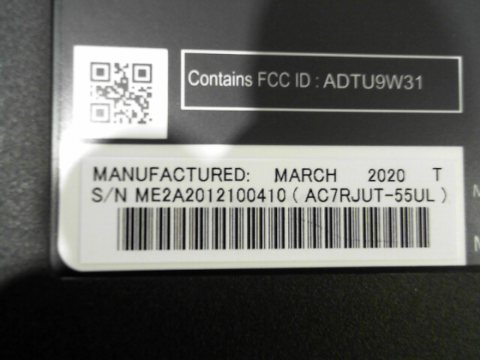 Contains FCC ID : ADTU9W31
MANUFACTURED: MARCH 2020 T
S/N ME2A2012100410 ( AC7RJUT-55UL )